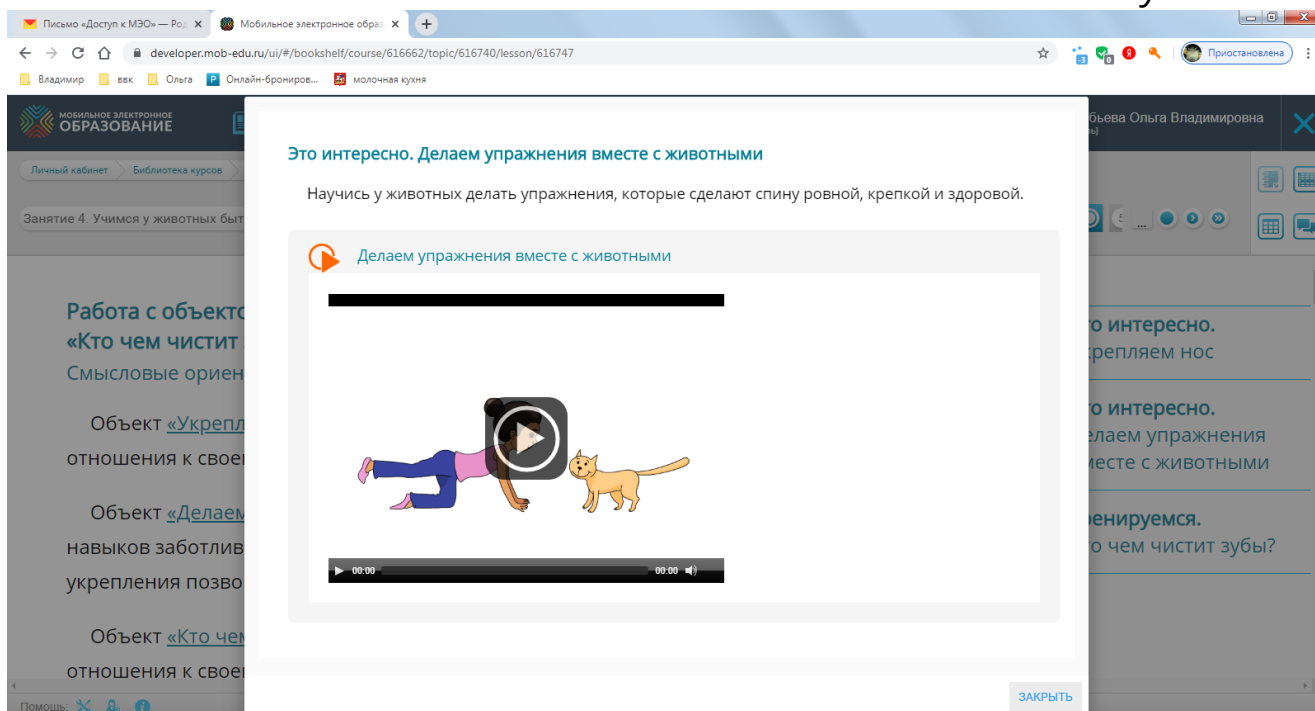 у
Письмо «Доступ к МЭО» — Род
Мобильное электронное образ
developer.mob-edu.ru/ui/#/bookshelf/course/616662/topic/616740/lesson/616747
Приостановлена
Владимир ввк Ольга Онлайн-брониров... молочная кухня
МОБИЛЬНОЕ ЭЛЕКТРОННОЕ
ОБРАЗОВАНИЕ
бьева Ольга Владимировна
ь]
Личный кабинет Библиотека курсов
Занятие 4. Учимся у животных быт
Это интересно. Делаем упражнения вместе с животными
Научись у животных делать упражнения, которые сделают спину ровной, крепкой и здоровой.
Делаем упражнения вместе с животными
00:00 00:00
ЗАКРЫТЬ
Работа с объекто
«Кто чем чистит
Смысловые ориен
Объект «Укрепл
отношения к своей
Объект «Делаем
навыков заботлив
укрепления позво
Объект «Кто чем
отношения к своей
о интересно.
крепляем нос
о интересно.
елаем упражнения
месте с животными
ренируемся.
о чем чистит зубы?
Помощь: